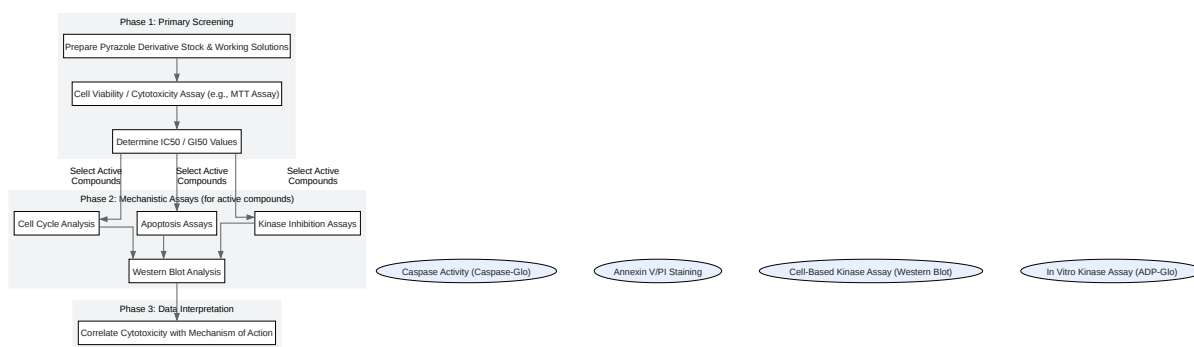 Phase 1: Primary Screening
Prepare Pyrazole Derivative Stock & Working Solutions
Cell Viability / Cytotoxicity Assay (e.g., MTT Assay)
Determine IC50 / GI50 Values
Select Active
Compounds
Select Active
Compounds
Select Active
Compounds
Phase 2: Mechanistic Assays (for active compounds)
Cell Cycle Analysis
Apoptosis Assays
Kinase Inhibition Assays
Western Blot Analysis
Caspase Activity (Caspase-Glo)
Annexin V/PI Staining
Cell-Based Kinase Assay (Western Blot)
In Vitro Kinase Assay (ADP-Glo)
Phase 3: Data Interpretation
Correlate Cytotoxicity with Mechanism of Action